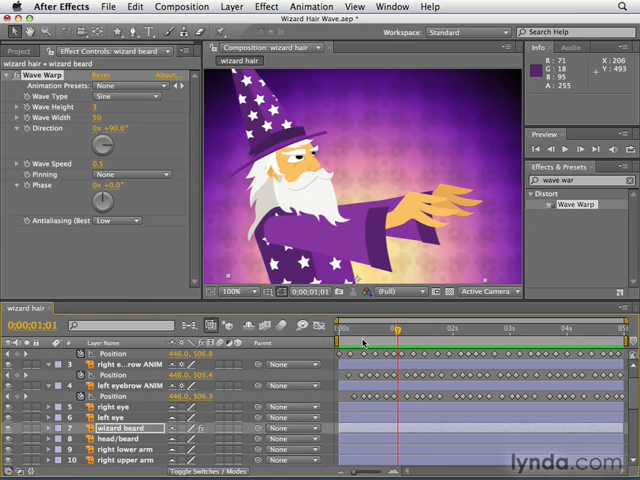 After Effects File Edit Composition Layer Effect Animation View Window Help
Wizard Hair Wave.aep *
Workspace: Standard Search Help
Project Effect Controls: wizard beard
wizard hair • wizard beard
fx Wave Warp Reset About...
Animation Presets: None
Wave Type Sine
Wave Height 3
Wave Width 50
Direction 0x +90.0°
Wave Speed 0.5
Pinning None
Phase 0x +0.0°
Antialiasing (Best Low
Composition: wizard hair
wizard hair
100% 0;00;01;01 (Full) Active Camera
Info Audio
R: 71
G: 18
B: 95
A: 255
X: 206
Y: 493
Preview
Effects & Presets
wave war
Distort
Wave Warp
wizard hair
0;00;01;01
# Layer Name Parent
:00s 02s 03s 04s 05s
Position 446.0, 506.8
3 right e...row ANIM None
Position 446.0, 505.4
4 left eyebrow ANIM None
Position 446.0, 506.3
5 right eye None
6 left eye None
7 wizard beard fx None
8 head/beard None
9 right lower arm None
10 right upper arm None
Toggle Switches / Modes
lynda.com